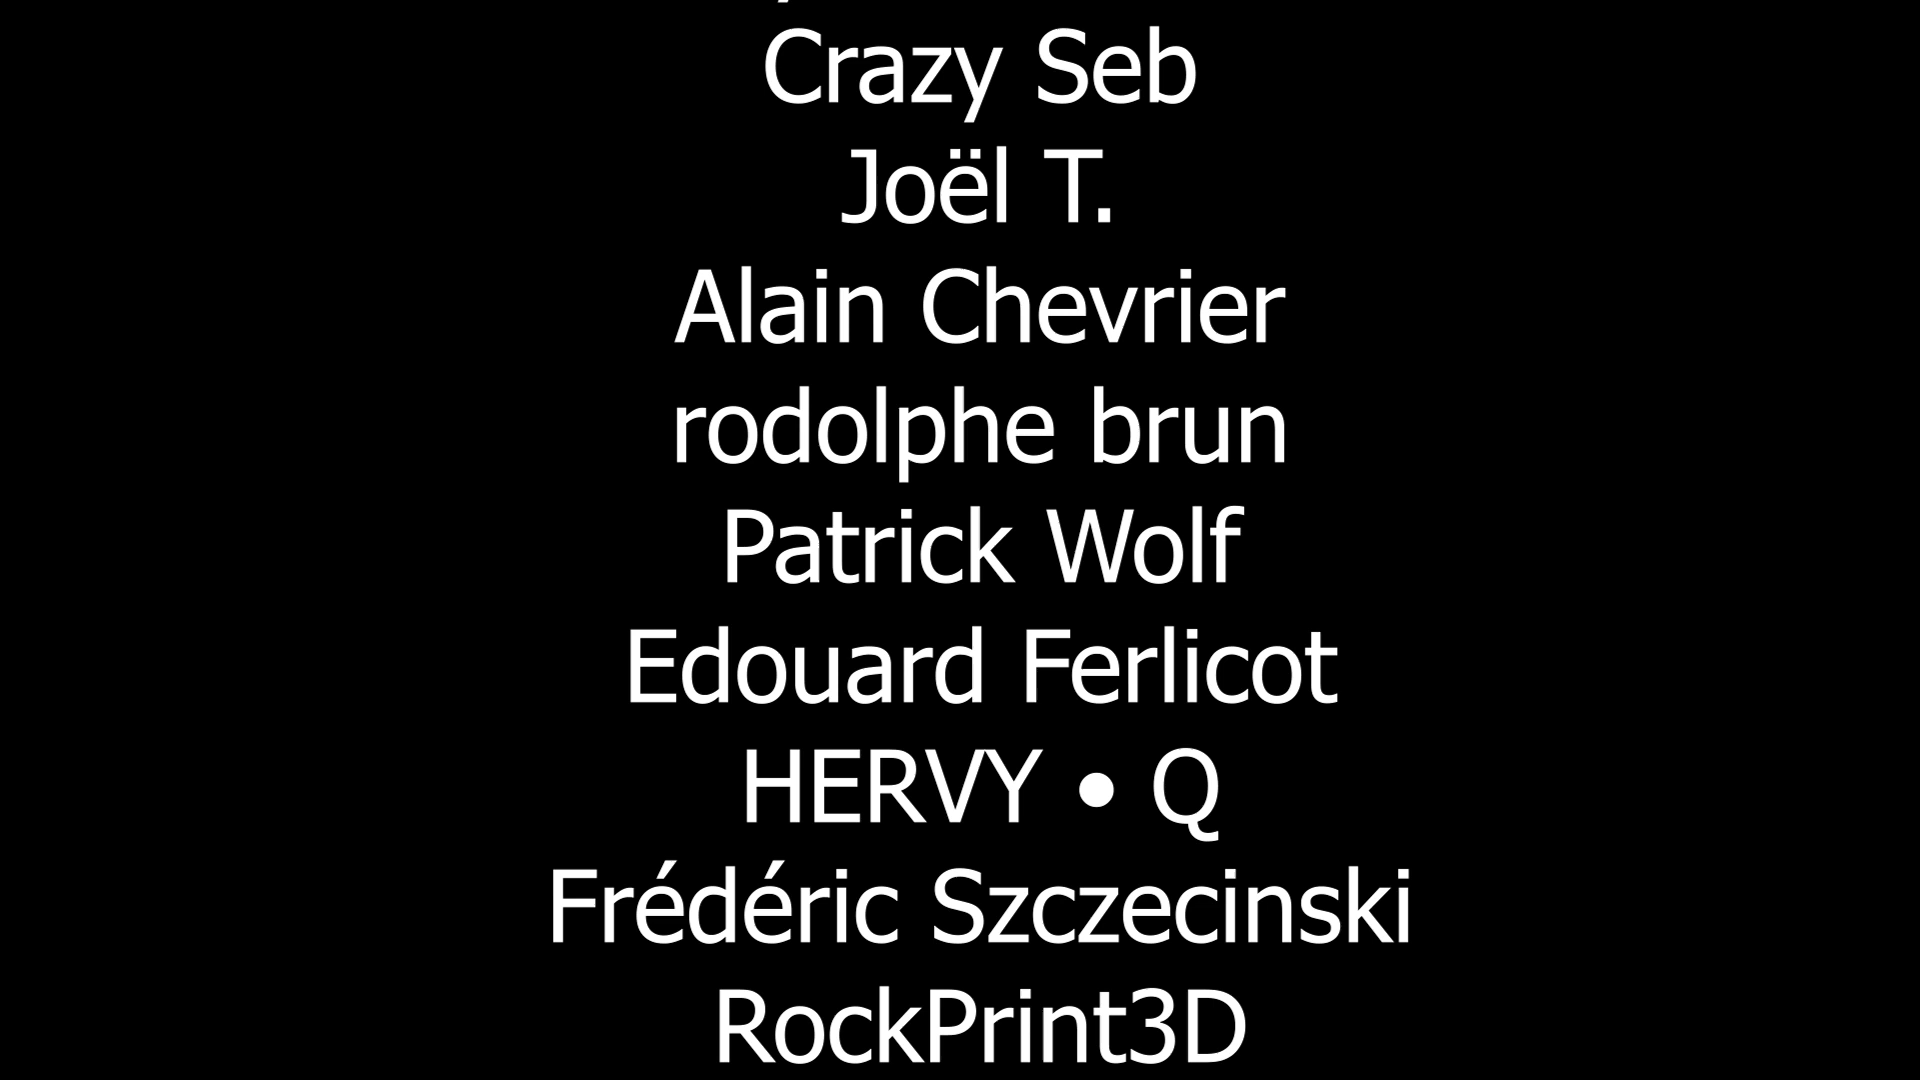 Crazy Seb
Joël T.
Alain Chevrier
rodolphe brun
Patrick Wolf
Edouard Ferlicot
HERVY • Q
Frédéric Szczecinski
RockPrint3D